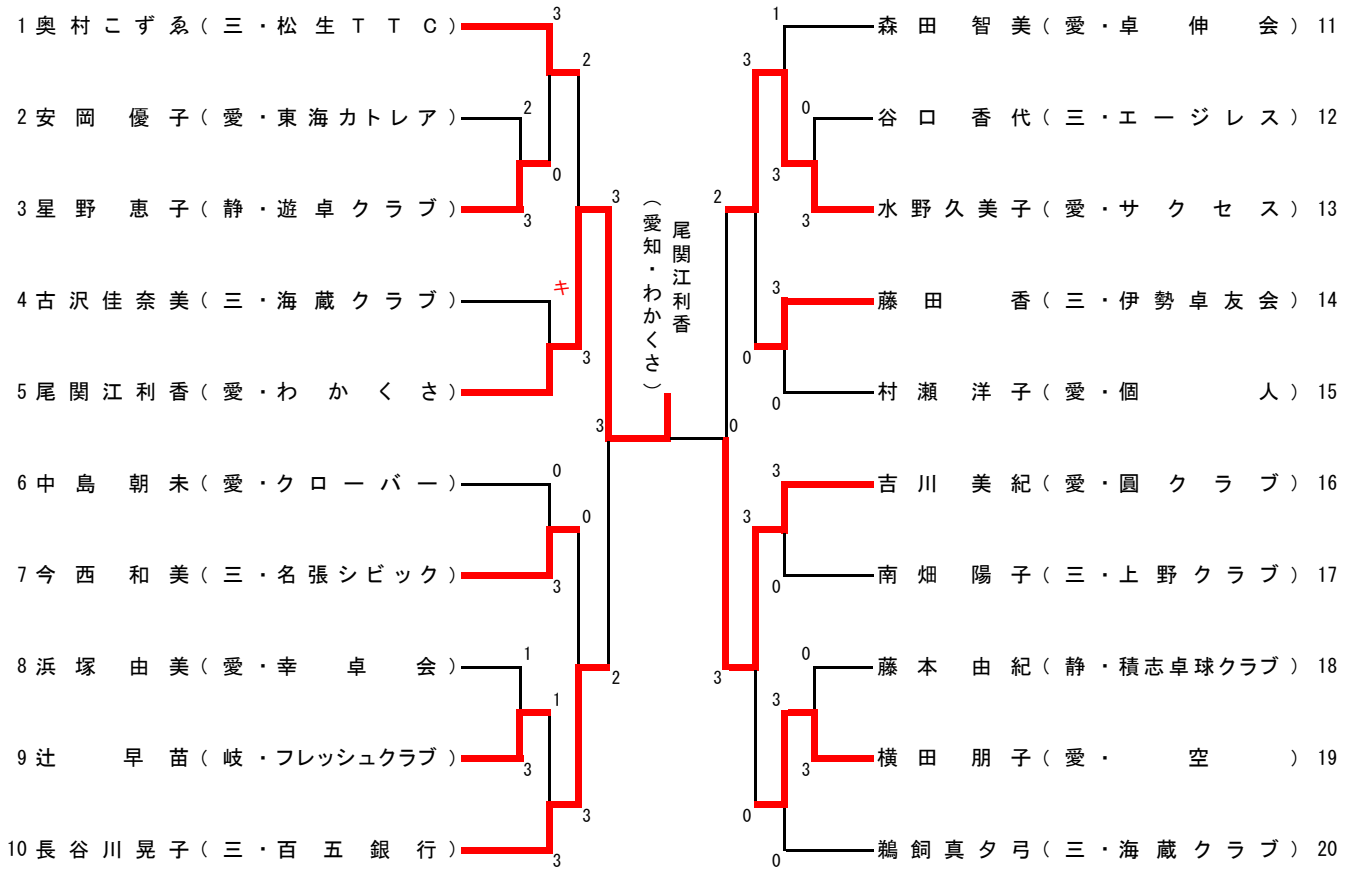 1 奥村こずゑ(三・松生TTC)
2 安岡優子(愛・東海カトレア)
3 星野恵子(静・遊卓クラブ)
4 古沢佳奈美(三・海蔵クラブ)
5 尾関江利香(愛・わかくさ)
6 中島朝未(愛・クローバー)
7 今西和美(三・名張シビック)
8 浜塚由美(愛・幸卓会)
9 辻早苗(岐・フレッシュクラブ)
10 長谷川晃子(三・百五銀行)
3
2
2
0
3
キ
3
3
3
0
0
3
1
1
3
3
3
2
尾関江利香
(愛知・わかくさ)
1
3
0
3
3
2
3
0
0
0
3
3
0
3
0
3
3
0
0
森田智美(愛・卓伸会) 11
谷口香代(三・エージレス) 12
水野久美子(愛・サクセス) 13
藤田香(三・伊勢卓友会) 14
村瀬洋子(愛・個人) 15
吉川美紀(愛・圓クラブ) 16
南畑陽子(三・上野クラブ) 17
藤本由紀(静・積志卓球クラブ) 18
横田朋子(愛・空) 19
鵜飼真夕弓(三・海蔵クラブ) 20